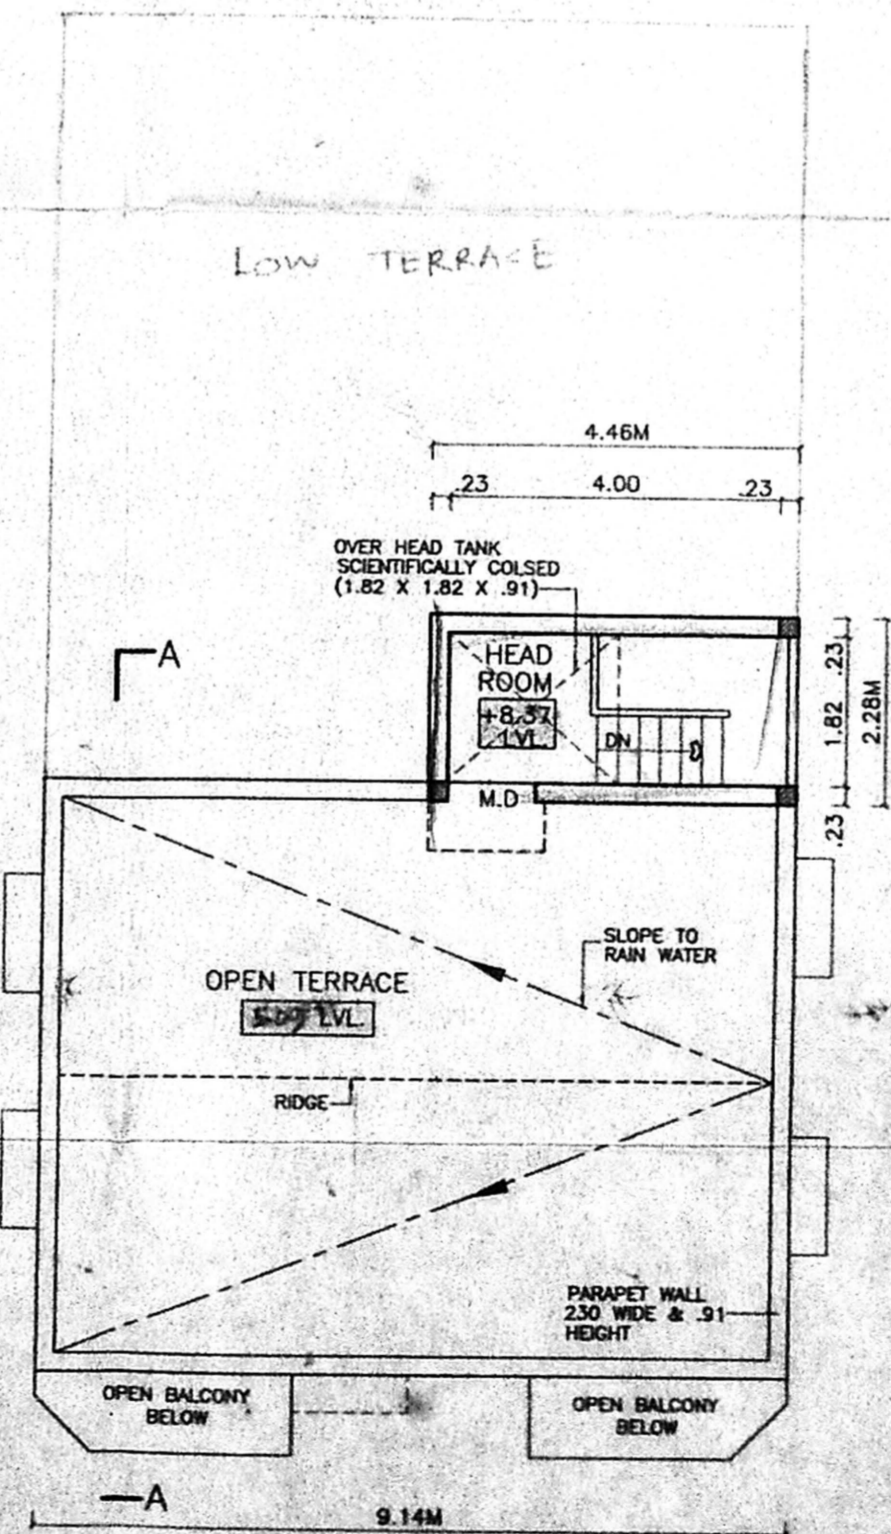 LOW TERRACE
4.46M
.23 4.00 .23
OVER HEAD TANK
SCIENTIFICALLY COLSED
(1.82 X 1.82 X .91)
A
HEAD
ROOM
+8.37
LVL.
DN
M.D
.23
1.82
.23
2.28M
SLOPE TO
RAIN WATER
OPEN TERRACE
LVL.
RIDGE
PARAPET WALL
230 WIDE & .91
HEIGHT
OPEN BALCONY
BELOW
OPEN BALCONY
BELOW
A
9.14M